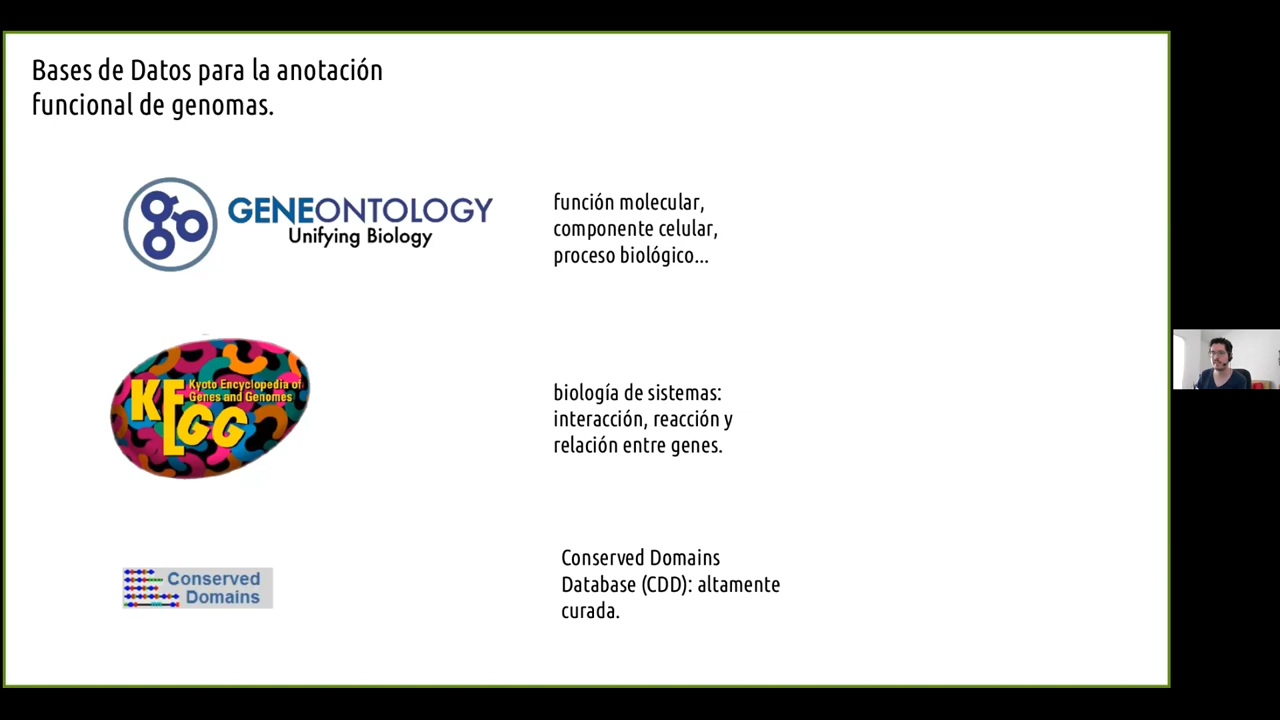 Bases de Datos para la anotación
funcional de genomas.
GENEONTOLOGY
Unifying Biology
función molecular,
componente celular,
proceso biológico...
KEGG
Kyoto Encyclopedia of
Genes and Genomes
biología de sistemas:
interacción, reacción y
relación entre genes.
Conserved
Domains
Conserved Domains
Database (CDD): altamente
curada.